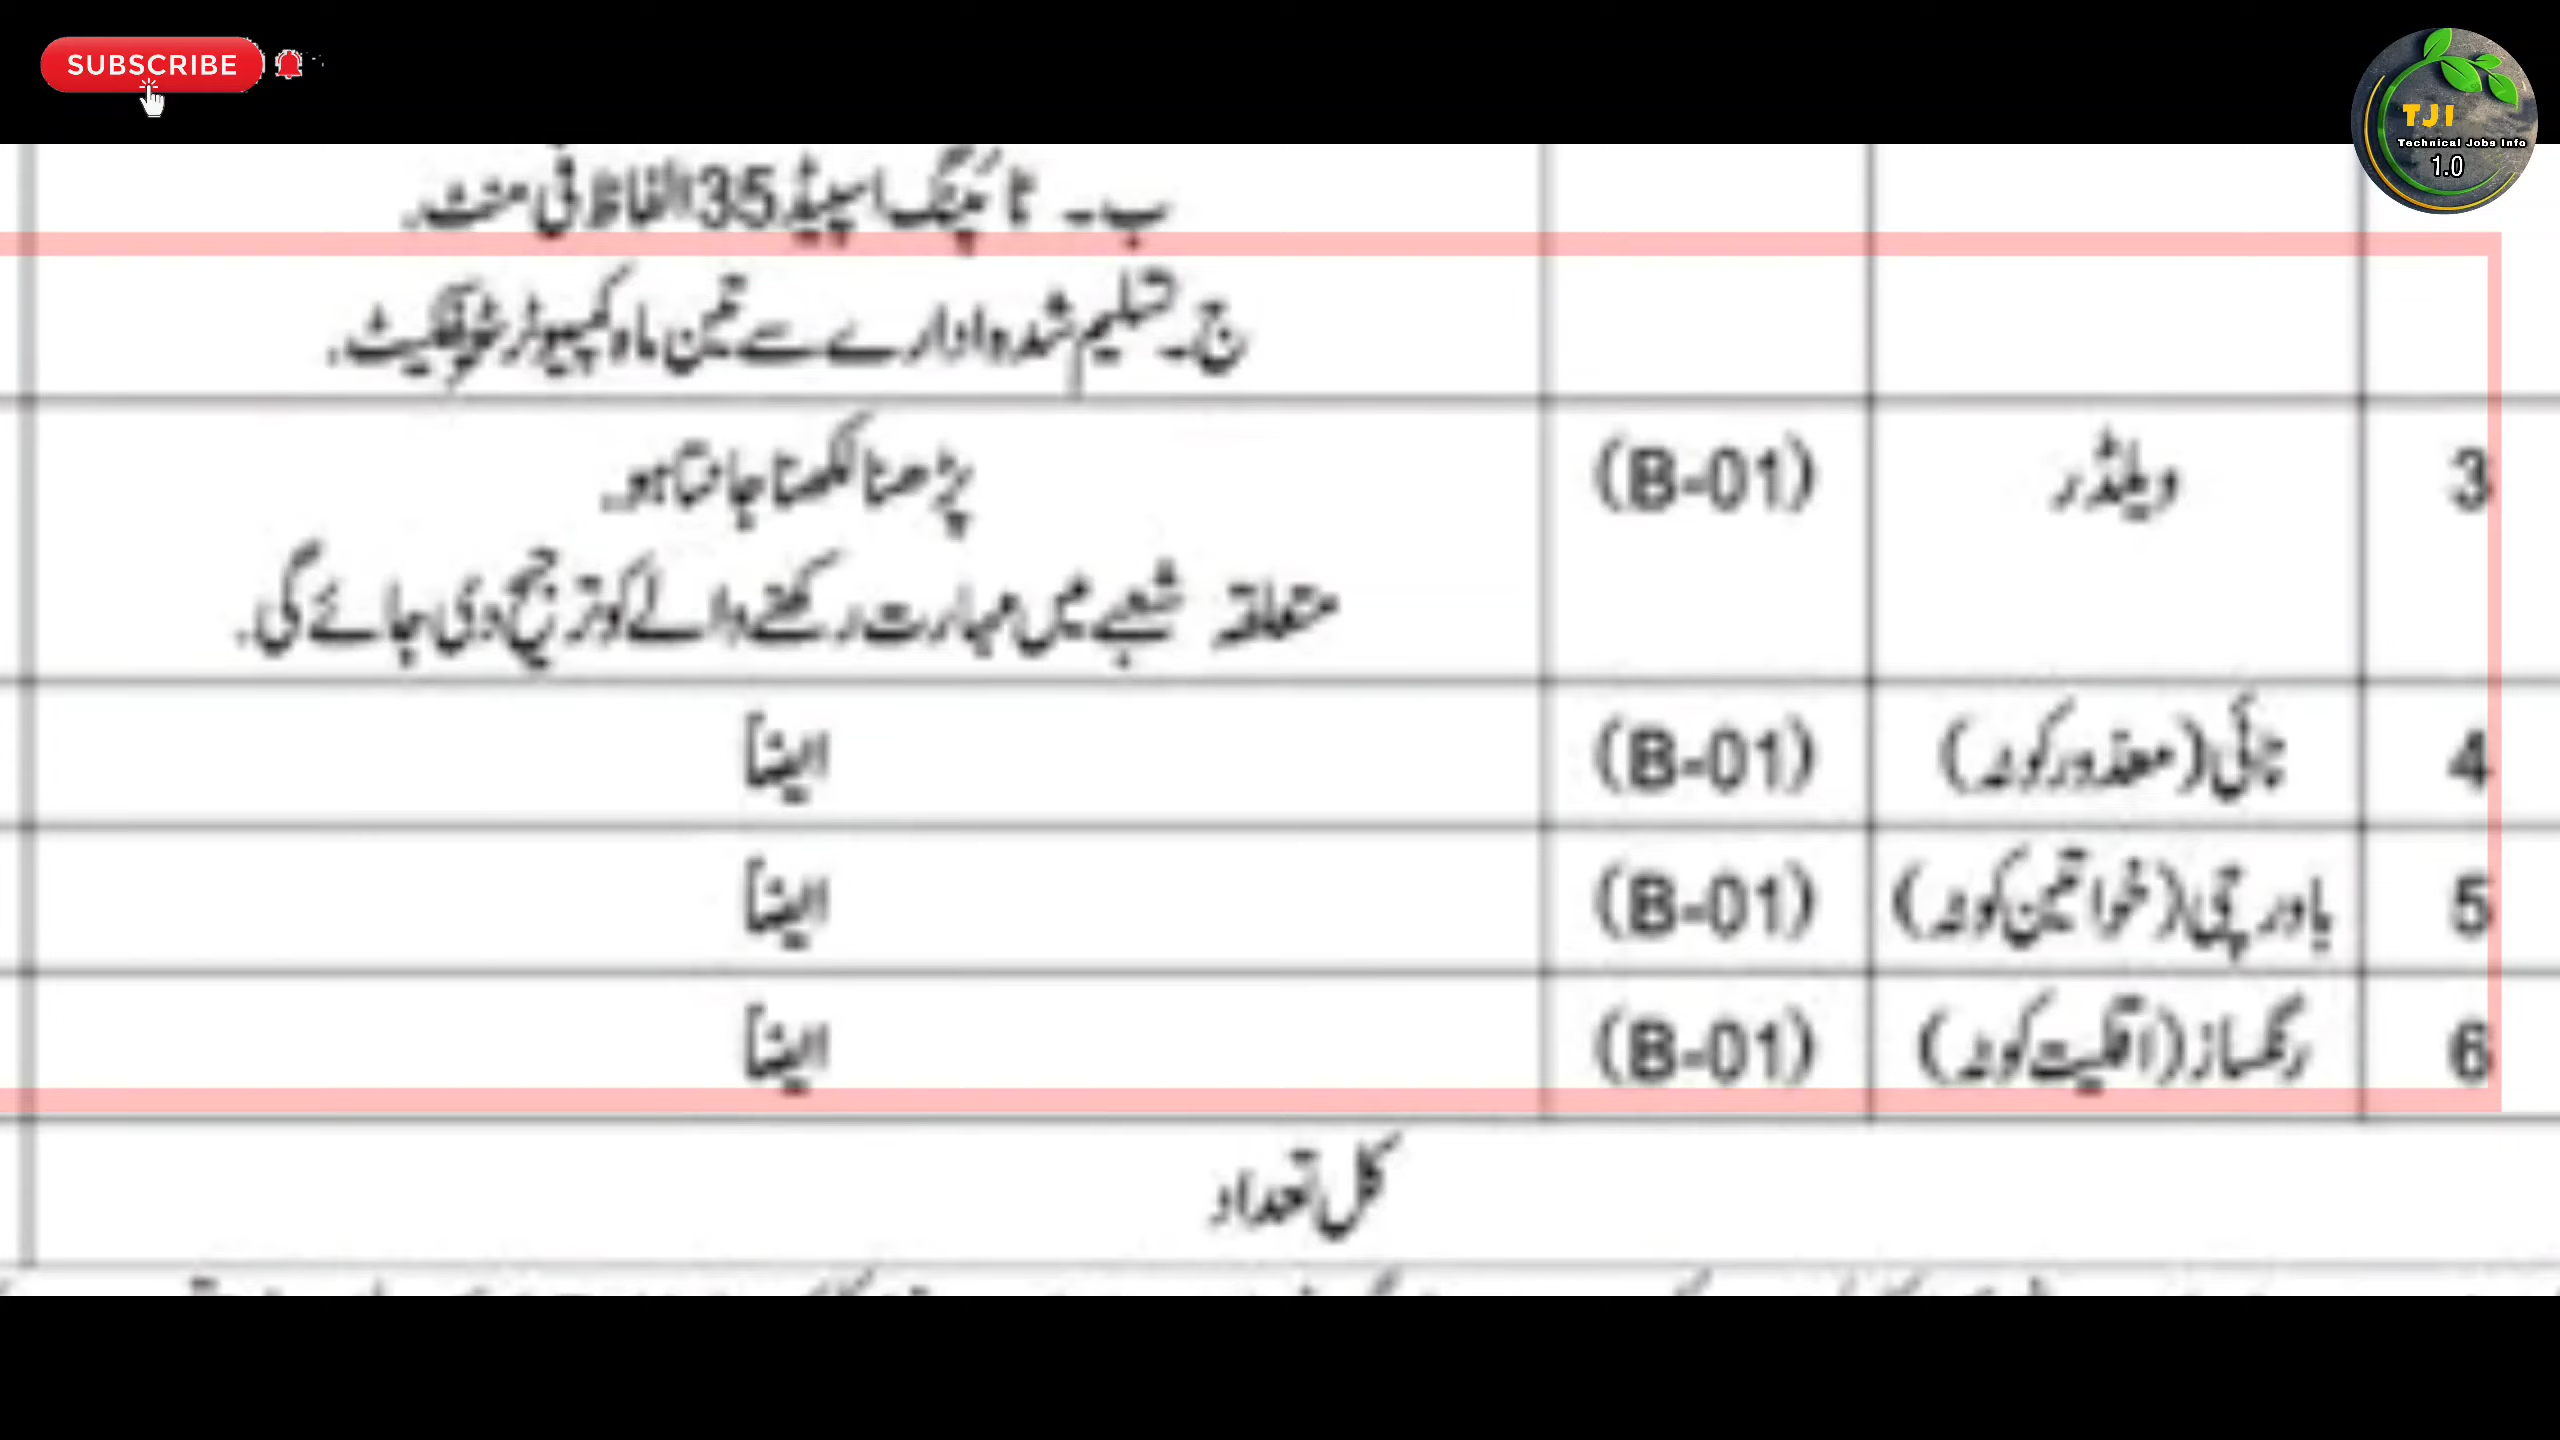 SUBSCRIBE
TJI
Technical Jobs Info
1.0
ب۔ ٹائپنگ اسپیڈ 35 الفاظ فی منٹ۔
ج۔ تسلیم شدہ ادارے سے تین ماہ کمپیوٹر سٹوفکیٹ۔
3 ویلڈر (B-01) پڑھنا لکھنا جانتا ہو۔
متعلقہ شعبے میں مہارت رکھنے والے کو ترجیح دی جائے گی۔
4 نائی (معذور کوٹہ) (B-01) ایضاً
5 باورچی (خواتین کوٹہ) (B-01) ایضاً
6 رنگساز (اقلیت کوٹہ) (B-01) ایضاً
کل تعداد